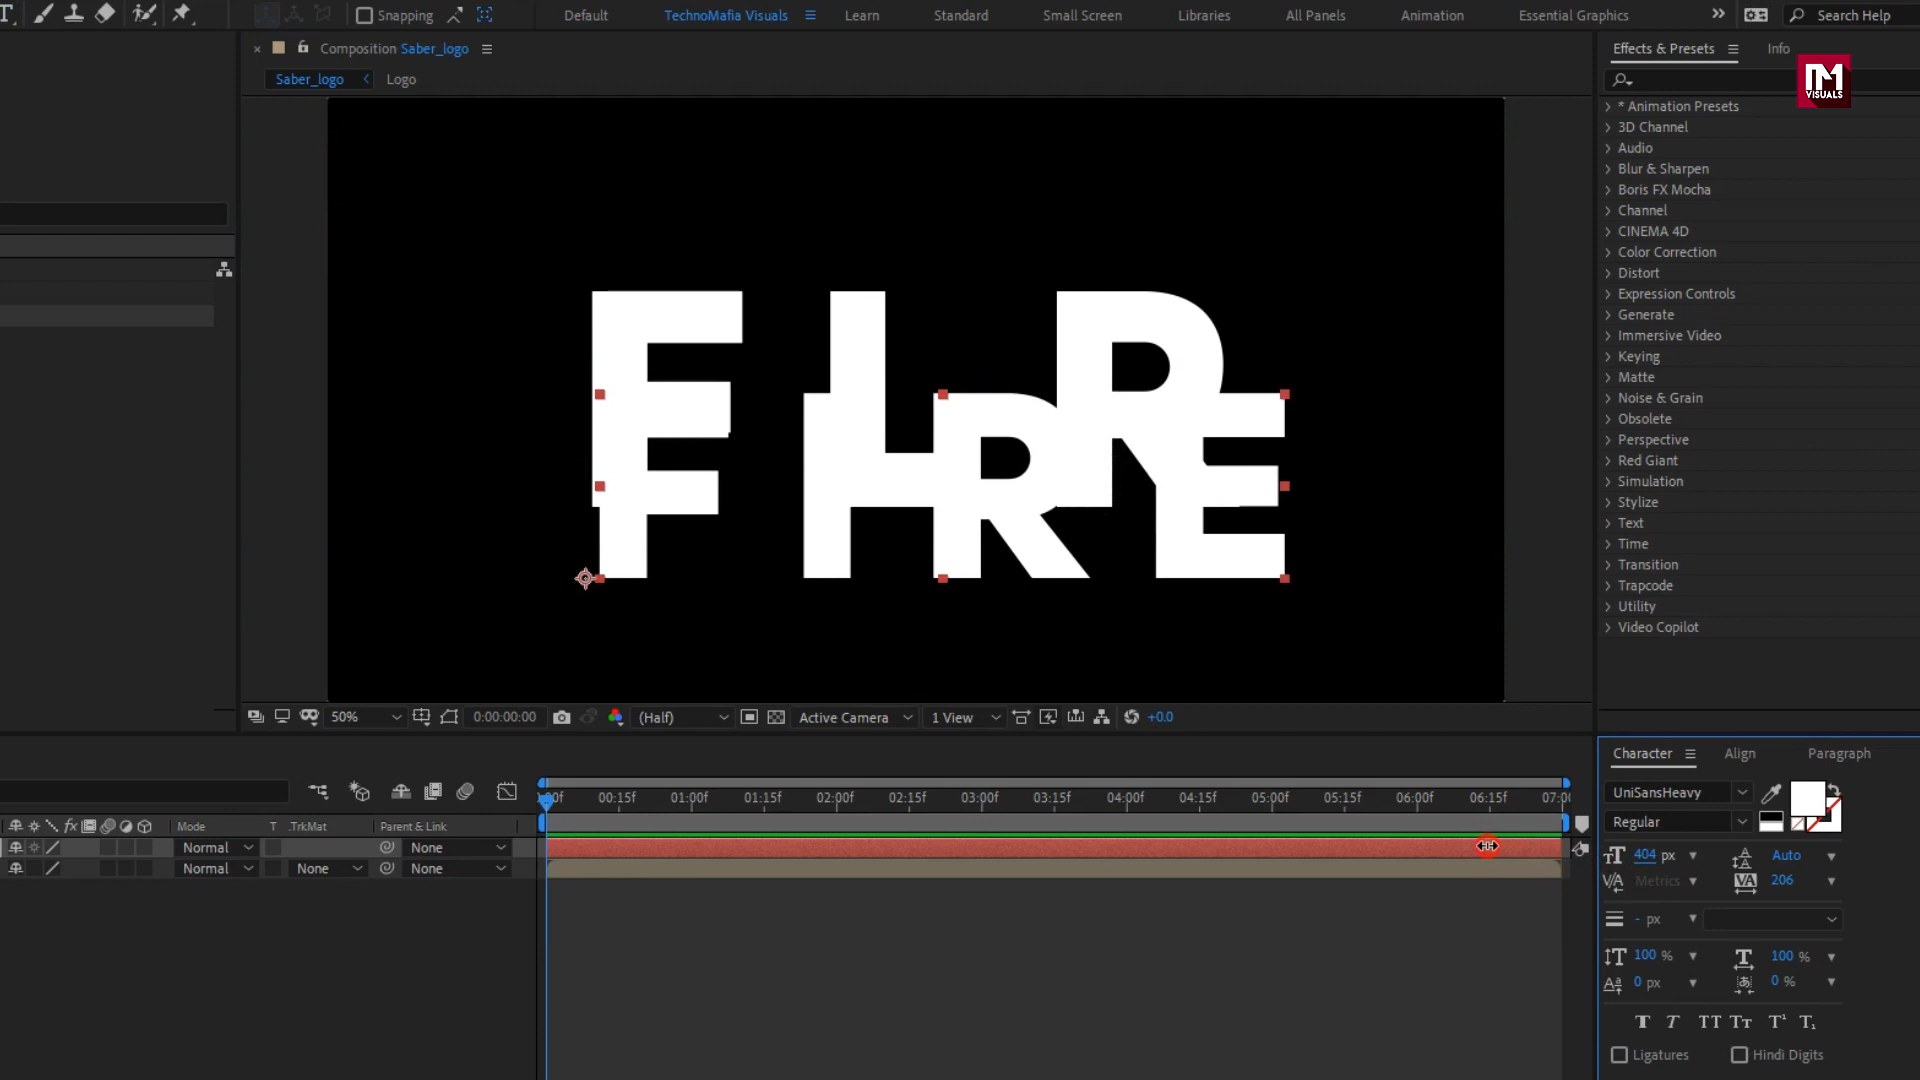 Snapping
Default
TechnoMafia Visuals
Learn
Standard
Small Screen
Libraries
All Panels
Animation
Essential Graphics
Search Help
Composition Saber_logo
Saber_logo
Logo
FIRE
FIRE
50%
0:00:00:00
(Half)
Active Camera
1 View
+0.0
Effects & Presets
Info
VISUALS
* Animation Presets
3D Channel
Audio
Blur & Sharpen
Boris FX Mocha
Channel
CINEMA 4D
Color Correction
Distort
Expression Controls
Generate
Immersive Video
Keying
Matte
Noise & Grain
Obsolete
Perspective
Red Giant
Simulation
Stylize
Text
Time
Transition
Trapcode
Utility
Video Copilot
00:15f 01:00f 01:15f 02:00f 02:15f 03:00f 03:15f 04:00f 04:15f 05:00f 05:15f 06:00f 06:15f
Mode T .TrkMat Parent & Link
Normal None
Normal None None
Character
Align
Paragraph
UniSansHeavy
Regular
404 px Auto
Metrics 206
- px
100 % 100 %
0 px 0 %
Ligatures Hindi Digits